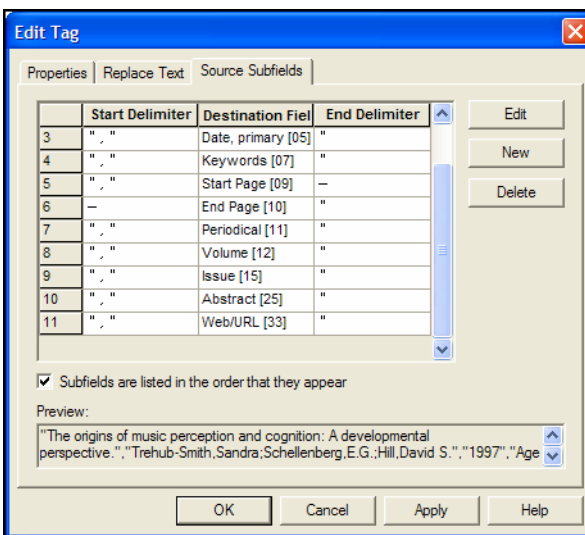 Edit Tag
Properties Replace Text Source Subfields
Start Delimiter Destination Fiel End Delimiter
3 " , " Date, primary [05] "
4 " , " Keywords [07] "
5 " , " Start Page [09] –
6 – End Page [10] "
7 " , " Periodical [11] "
8 " , " Volume [12] "
9 " , " Issue [15] "
10 " , " Abstract [25] "
11 " , " Web/URL [33] "
Edit
New
Delete
Subfields are listed in the order that they appear
Preview:
"The origins of music perception and cognition: A developmental
perspective.","Trehub-Smith,Sandra;Schellenberg,E.G.;Hill,David S.","1997","Age
OK Cancel Apply Help